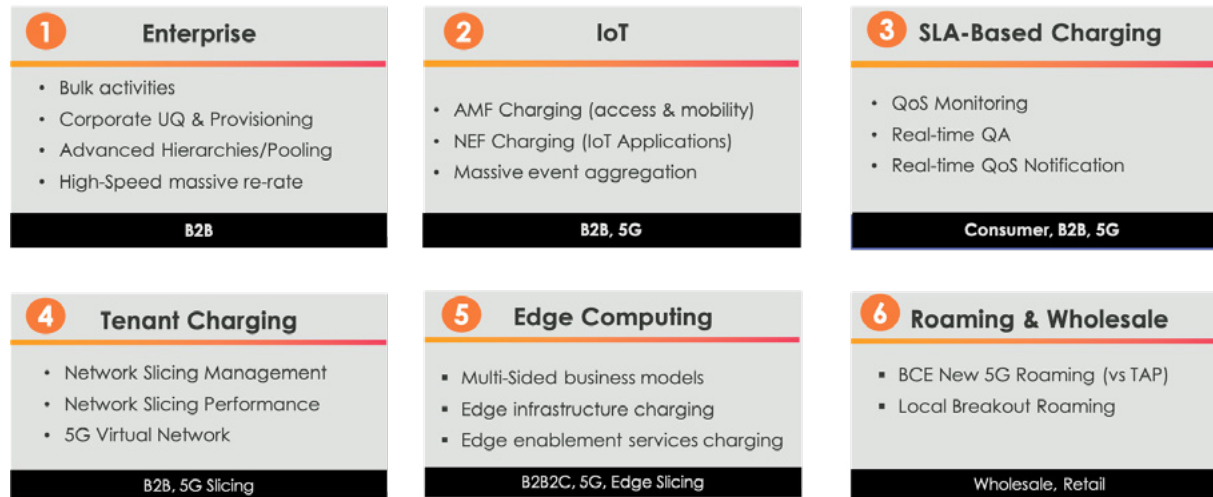 1 Enterprise
• Bulk activities
• Corporate UQ & Provisioning
• Advanced Hierarchies/Pooling
• High-Speed massive re-rate
B2B
2 IoT
• AMF Charging (access & mobility)
• NEF Charging (IoT Applications)
• Massive event aggregation
B2B, 5G
3 SLA-Based Charging
• QoS Monitoring
• Real-time QA
• Real-time QoS Notification
Consumer, B2B, 5G
4 Tenant Charging
• Network Slicing Management
• Network Slicing Performance
• 5G Virtual Network
B2B, 5G Slicing
5 Edge Computing
▪ Multi-Sided business models
▪ Edge infrastructure charging
▪ Edge enablement services charging
B2B2C, 5G, Edge Slicing
6 Roaming & Wholesale
▪ BCE New 5G Roaming (vs TAP)
▪ Local Breakout Roaming
Wholesale, Retail